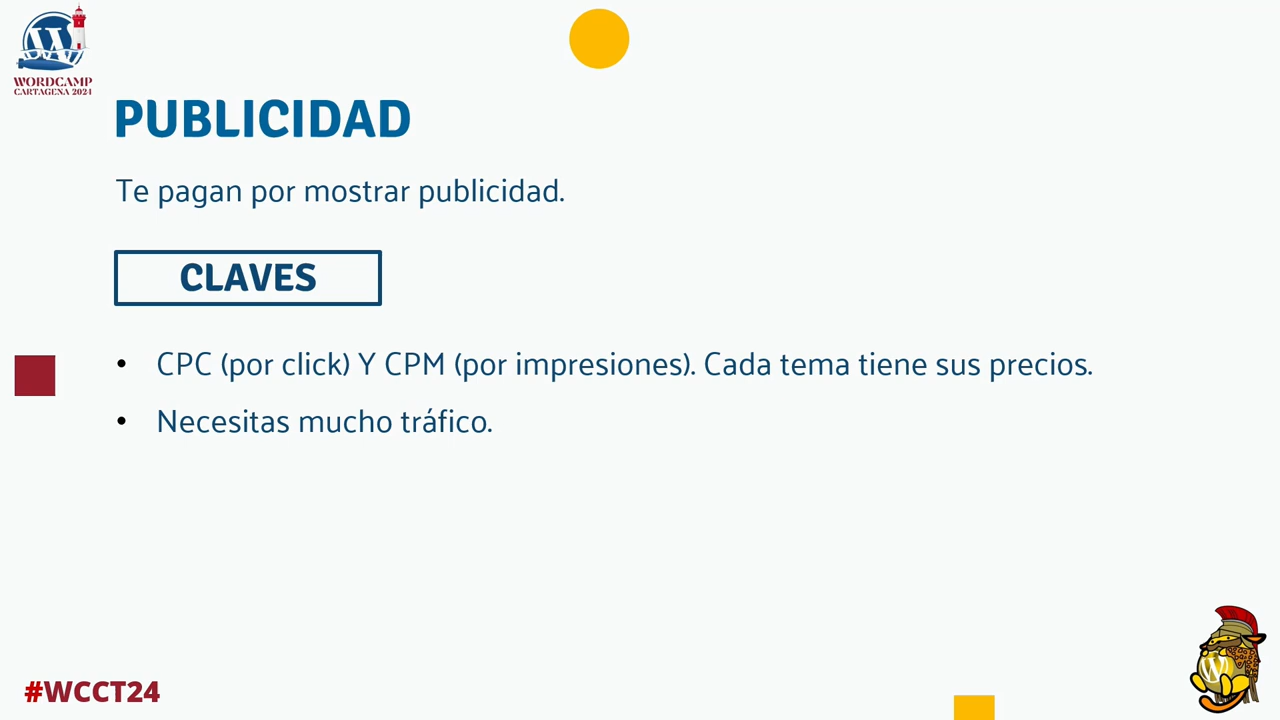 WORDCAMP
CARTAGENA 2024
PUBLICIDAD
Te pagan por mostrar publicidad.
CLAVES
• CPC (por click) Y CPM (por impresiones). Cada tema tiene sus precios.
• Necesitas mucho tráfico.
#WCCT24